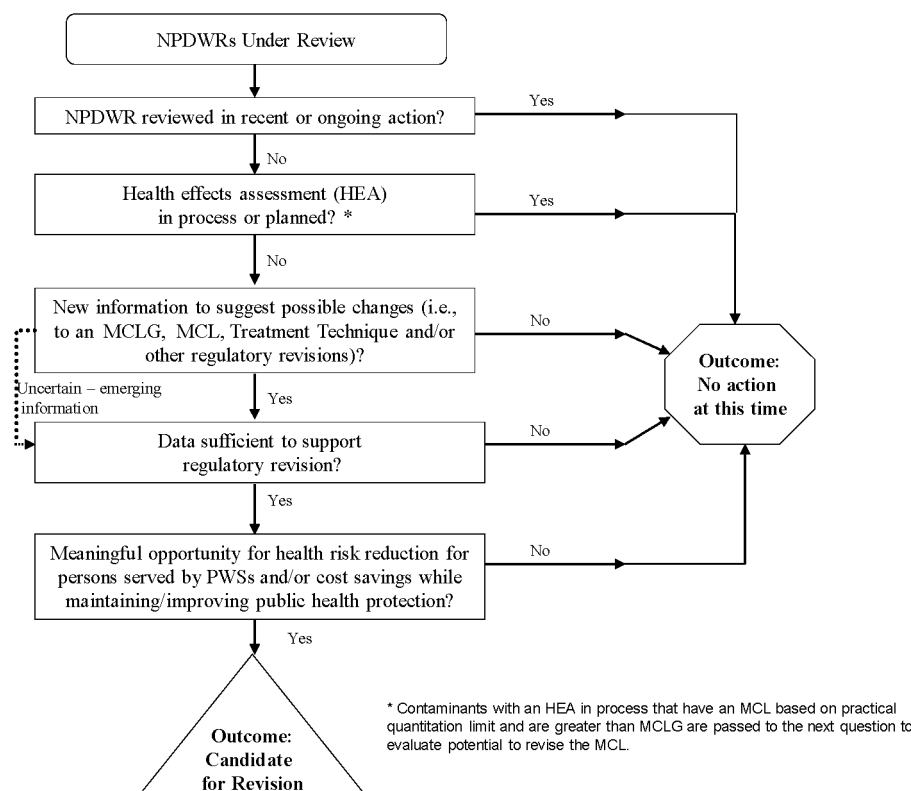 NPDWRs Under Review
NPDWR reviewed in recent or ongoing action?
Yes
No
Health effects assessment (HEA)
in process or planned? *
Yes
No
New information to suggest possible changes (i.e.,
to an MCLG, MCL, Treatment Technique and/or
other regulatory revisions)?
No
Uncertain – emerging
information
Yes
Data sufficient to support
regulatory revision?
No
Yes
Meaningful opportunity for health risk reduction for
persons served by PWSs and/or cost savings while
maintaining/improving public health protection?
No
Yes
Outcome:
No action
at this time
Outcome:
Candidate
for Revision
* Contaminants with an HEA in process that have an MCL based on practical
quantitation limit and are greater than MCLG are passed to the next question to
evaluate potential to revise the MCL.